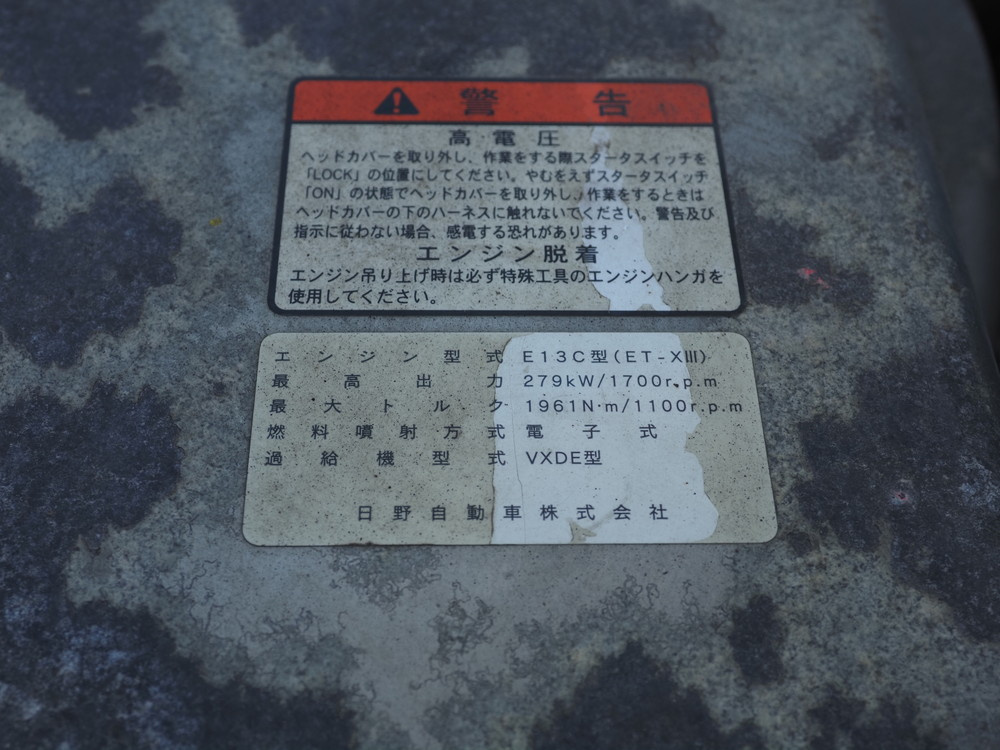 警告
高電圧
ヘッドカバーを取り外し、作業をする際スタータスイッチを
「LOCK」の位置にしてください。やむをえずスタータスイッチ
「ON」の状態でヘッドカバーを取り外し、作業をするときは
ヘッドカバーの下のハーネスに触れないでください。警告及び
指示に従わない場合、感電する恐れがあります。
エンジン脱着
エンジン吊り上げ時は必ず特殊工具のエンジンハンガを
使用してください。
エンジン型式 E13C型(ET-XIII)
最高出力 279kW/1700r.p.m
最大トルク 1961N·m/1100r.p.m
燃料噴射方式 電子式
過給機型式 VXDE型
日野自動車株式会社